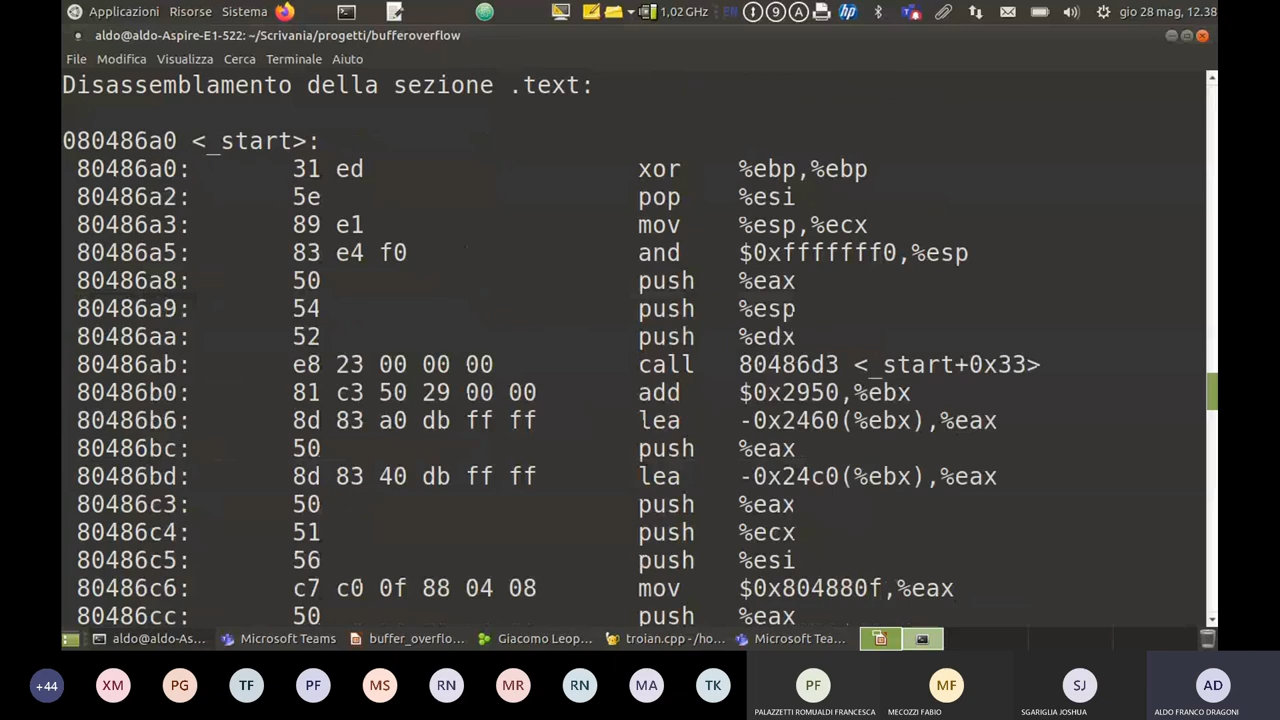 Applicazioni Risorse Sistema 1,02 GHz EN 9 A hp gio 28 mag, 12.38
aldo@aldo-Aspire-E1-522: ~/Scrivania/progetti/bufferoverflow
File Modifica Visualizza Cerca Terminale Aiuto
Disassemblamento della sezione .text:
080486a0 <_start>:
80486a0: 31 ed xor %ebp,%ebp
80486a2: 5e pop %esi
80486a3: 89 e1 mov %esp,%ecx
80486a5: 83 e4 f0 and $0xfffffff0,%esp
80486a8: 50 push %eax
80486a9: 54 push %esp
80486aa: 52 push %edx
80486ab: e8 23 00 00 00 call 80486d3 <_start+0x33>
80486b0: 81 c3 50 29 00 00 add $0x2950,%ebx
80486b6: 8d 83 a0 db ff ff lea -0x2460(%ebx),%eax
80486bc: 50 push %eax
80486bd: 8d 83 40 db ff ff lea -0x24c0(%ebx),%eax
80486c3: 50 push %eax
80486c4: 51 push %ecx
80486c5: 56 push %esi
80486c6: c7 c0 0f 88 04 08 mov $0x804880f,%eax
80486cc: 50 push %eax
aldo@aldo-As... Microsoft Teams buffer_overflo... Giacomo Leop... troian.cpp - /ho... Microsoft Tea...
+44 XM PG TF PF MS RN MR RN MA TK PF MF SJ AD
PALAZZETTI ROMUALDI FRANCESCA MECOZZI FABIO SGARIGLIA JOSHUA ALDO FRANCO DRAGONI